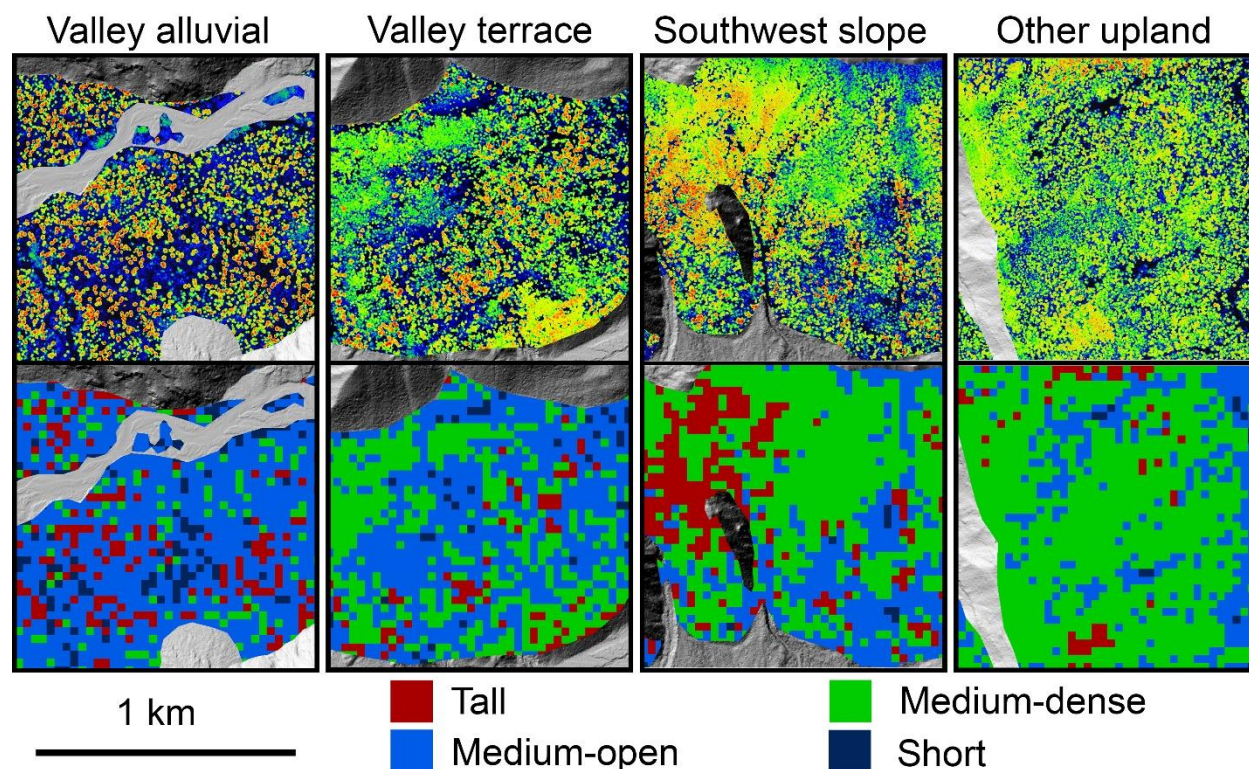 Valley alluvial
Valley terrace
Southwest slope
Other upland
1 km
Tall
Medium-dense
Medium-open
Short